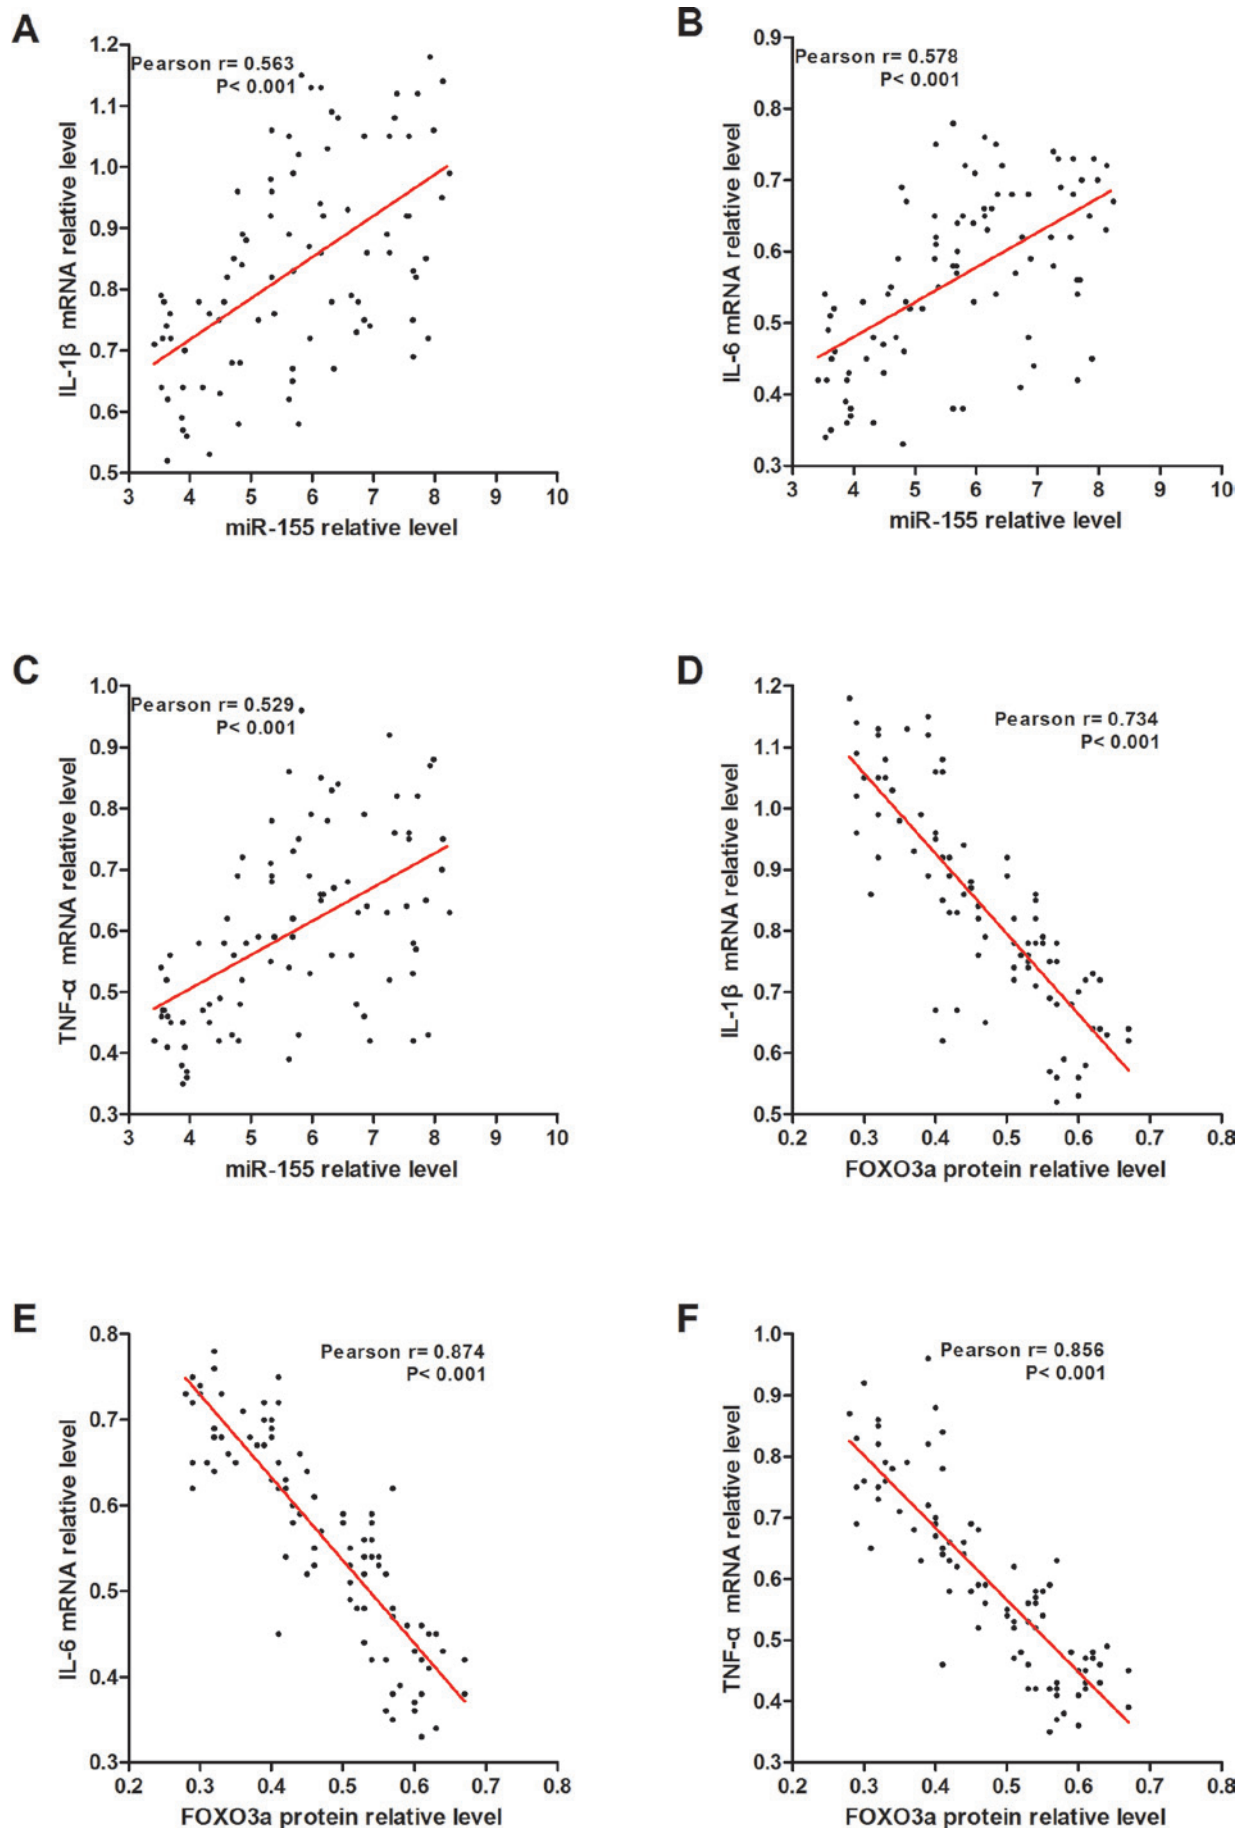 A
Pearson r= 0.563
P< 0.001
IL-1β mRNA relative level
1.2
1.1
1.0
0.9
0.8
0.7
0.6
0.5
3 4 5 6 7 8 9 10
miR-155 relative level
B
Pearson r= 0.578
P< 0.001
IL-6 mRNA relative level
0.9
0.8
0.7
0.6
0.5
0.4
0.3
3 4 5 6 7 8 9 10
miR-155 relative level
C
Pearson r= 0.529
P< 0.001
TNF-α mRNA relative level
1.0
0.9
0.8
0.7
0.6
0.5
0.4
0.3
3 4 5 6 7 8 9 10
miR-155 relative level
D
Pearson r= 0.734
P< 0.001
IL-1β mRNA relative level
1.2
1.1
1.0
0.9
0.8
0.7
0.6
0.5
0.2 0.3 0.4 0.5 0.6 0.7 0.8
FOXO3a protein relative level
E
Pearson r= 0.874
P< 0.001
IL-6 mRNA relative level
0.8
0.7
0.6
0.5
0.4
0.3
0.2 0.3 0.4 0.5 0.6 0.7 0.8
FOXO3a protein relative level
F
Pearson r= 0.856
P< 0.001
TNF-α mRNA relative level
1.0
0.9
0.8
0.7
0.6
0.5
0.4
0.3
0.2 0.3 0.4 0.5 0.6 0.7 0.8
FOXO3a protein relative level